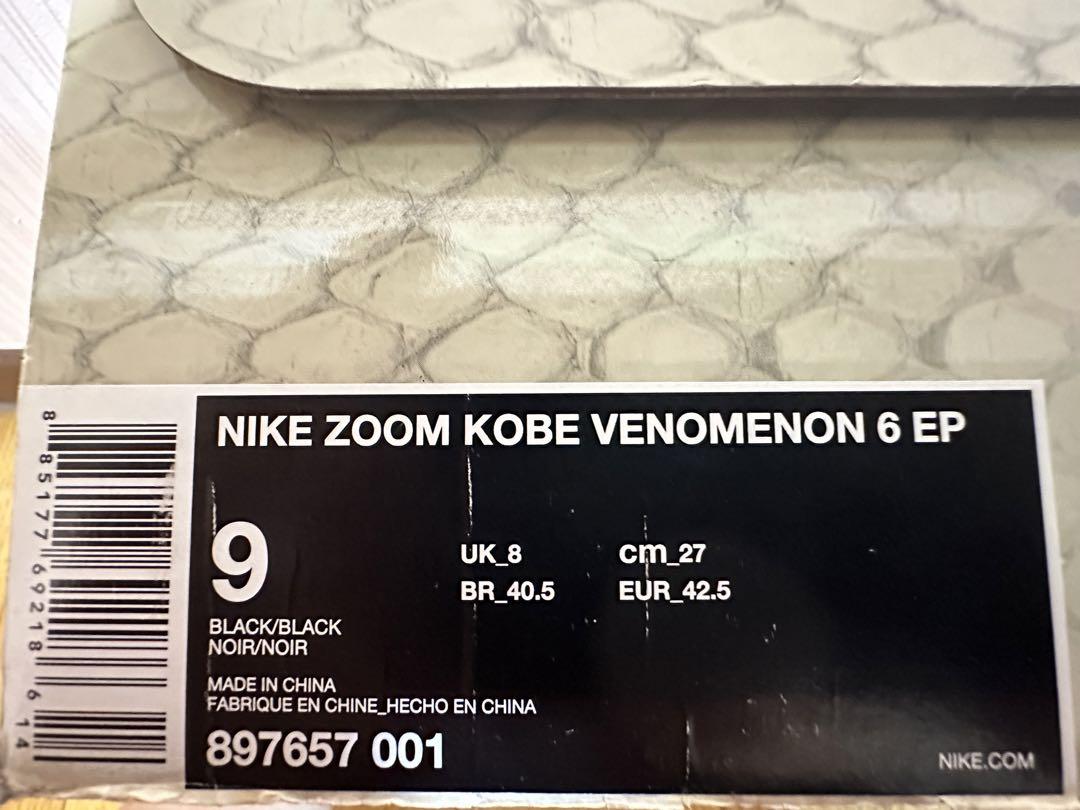 NIKE ZOOM KOBE VENOMENON 6 EP
9
UK_8 cm_27
BR_40.5 EUR_42.5
BLACK/BLACK
NOIR/NOIR
MADE IN CHINA
FABRIQUE EN CHINE_HECHO EN CHINA
897657 001
NIKE.COM
8 85177 69218 6 14